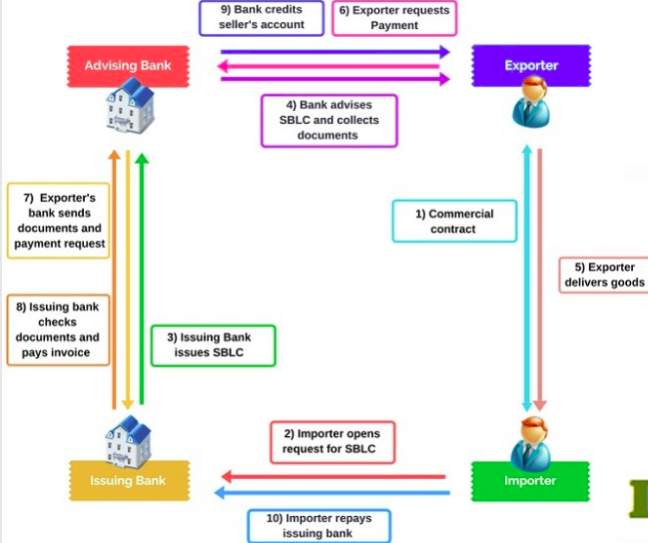 9) Bank credits
seller's account
6) Exporter requests
Payment
Advising Bank
Exporter
4) Bank advises
SBLC and collects
documents
7) Exporter's
bank sends
documents and
payment request
1) Commercial
contract
5) Exporter
delivers goods
8) Issuing bank
checks
documents and
pays invoice
3) Issuing Bank
issues SBLC
2) Importer opens
request for SBLC
Issuing Bank
Importer
10) Importer repays
issuing bank